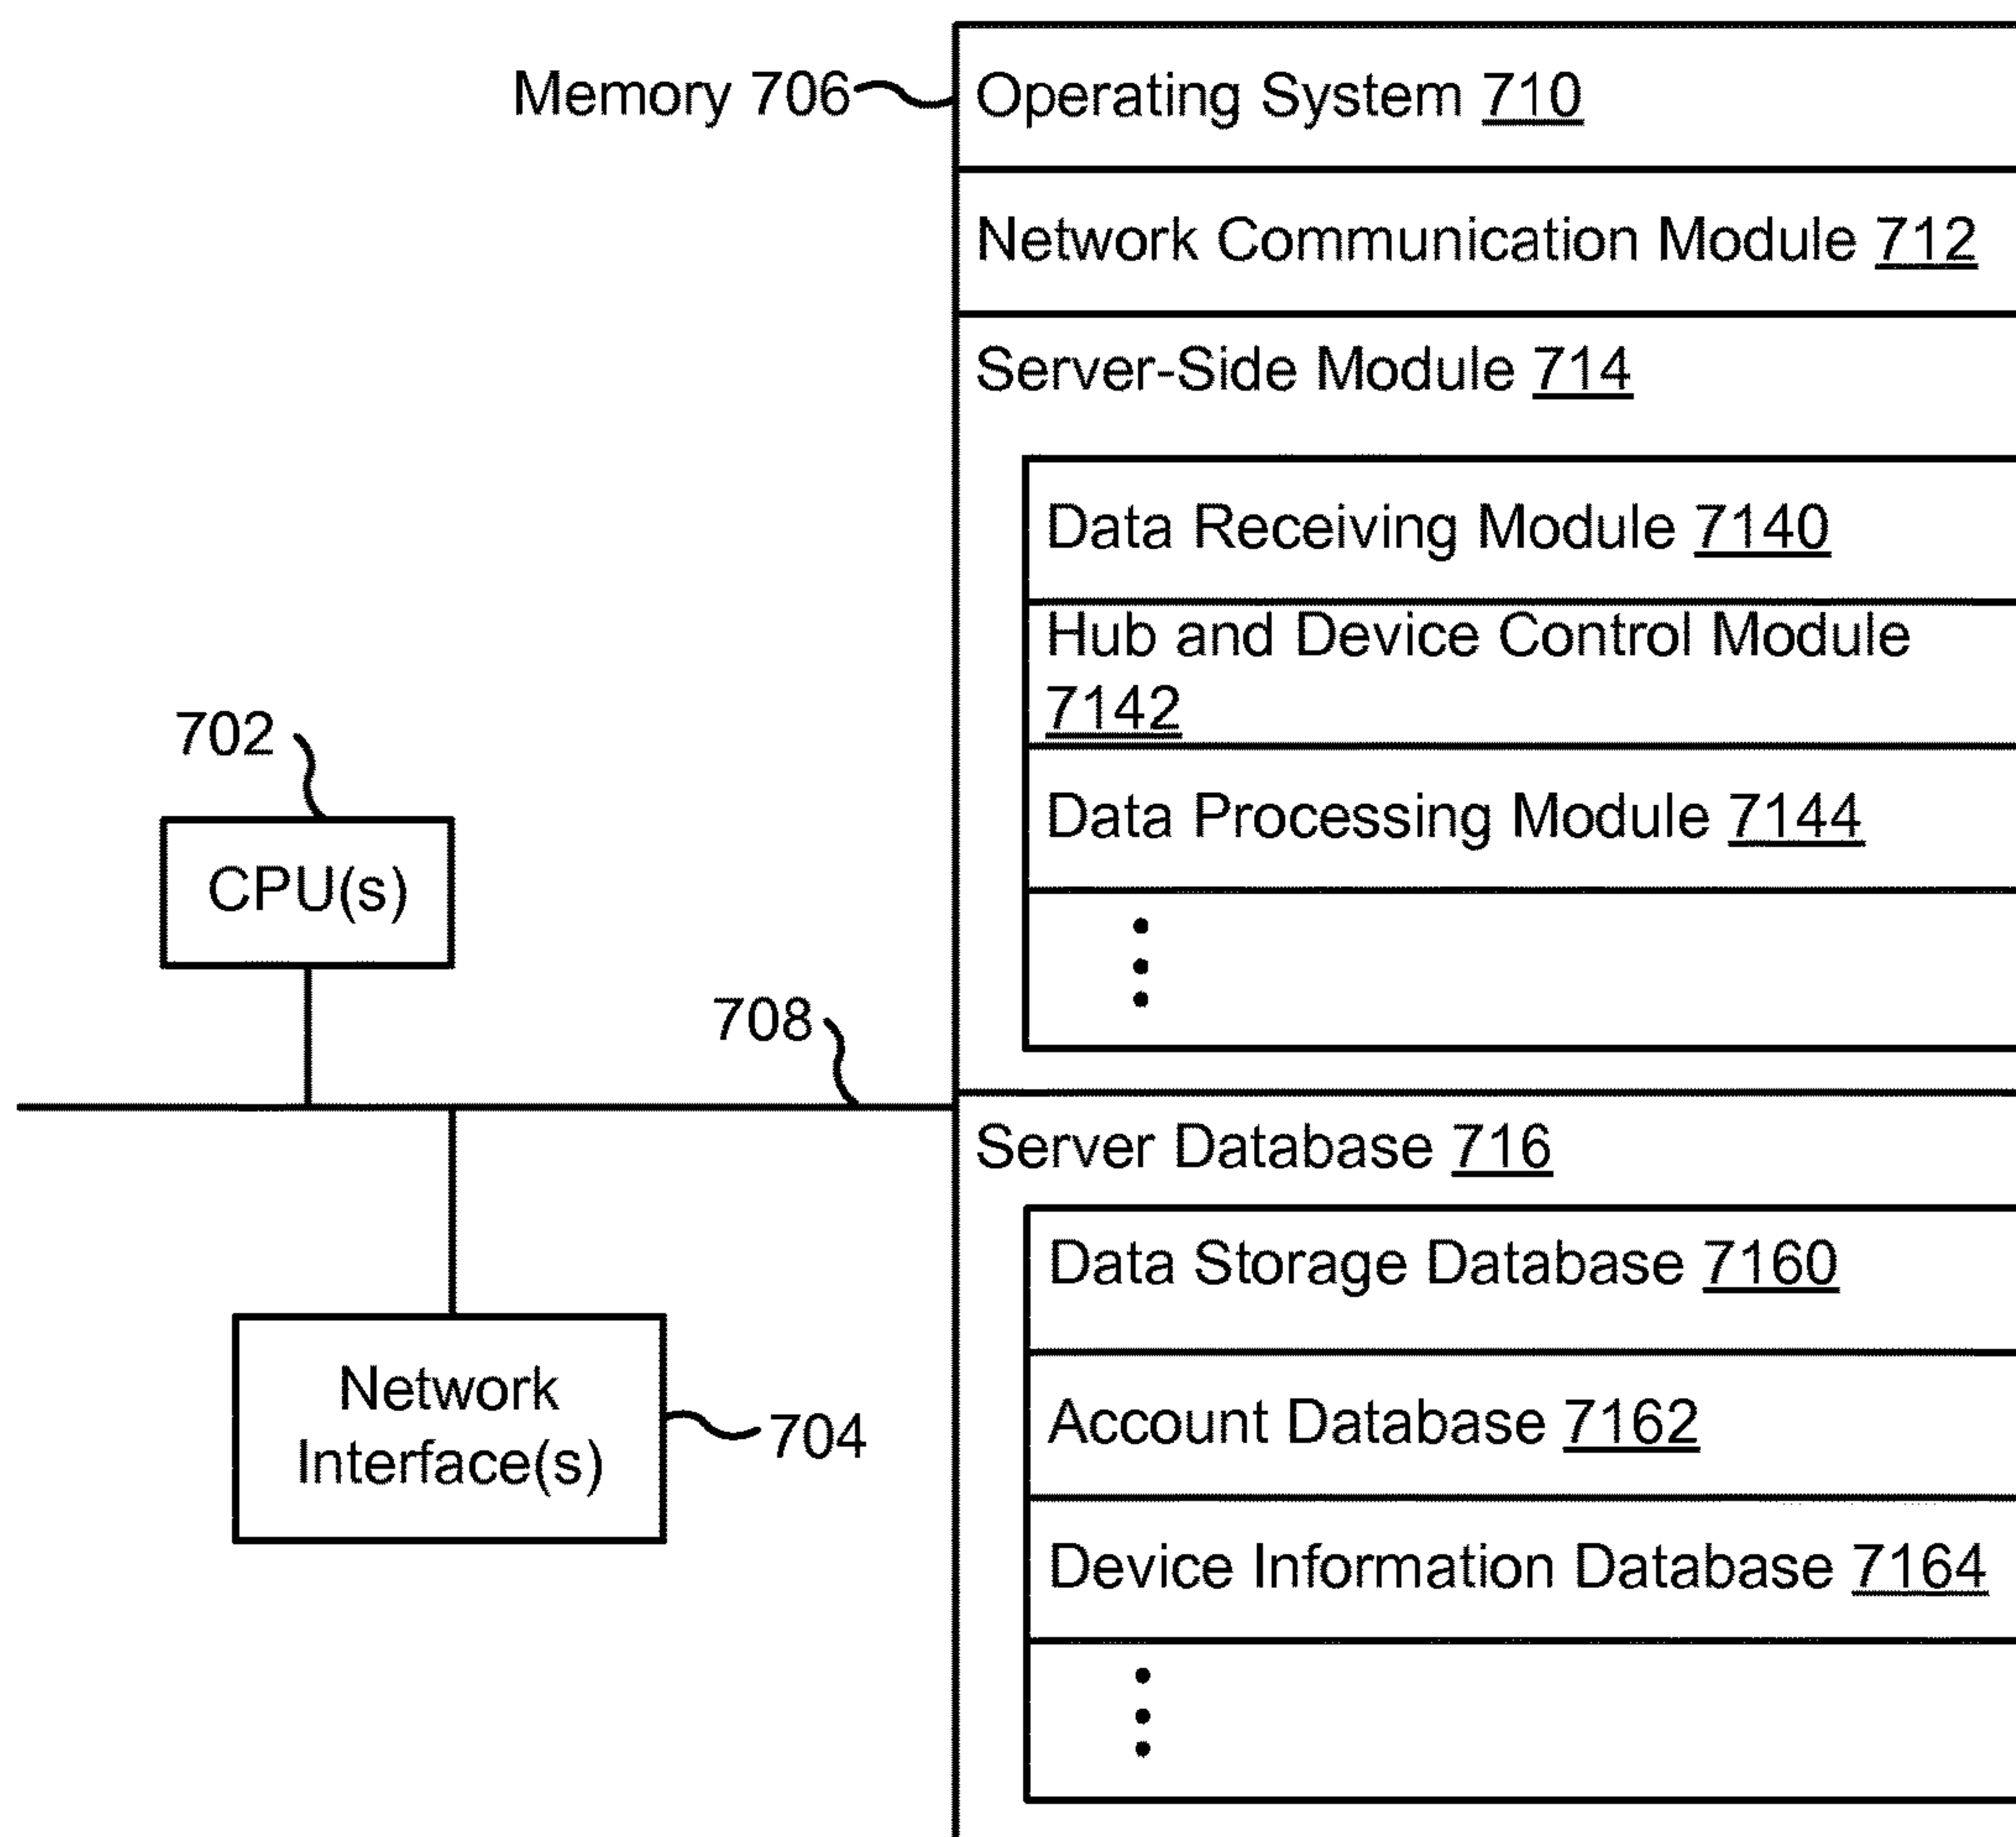 Memory 706
Operating System 710
Network Communication Module 712
Server-Side Module 714
Data Receiving Module 7140
Hub and Device Control Module
7142
Data Processing Module 7144
702
CPU(s)
708
Network
Interface(s)
704
Server Database 716
Data Storage Database 7160
Account Database 7162
Device Information Database 7164